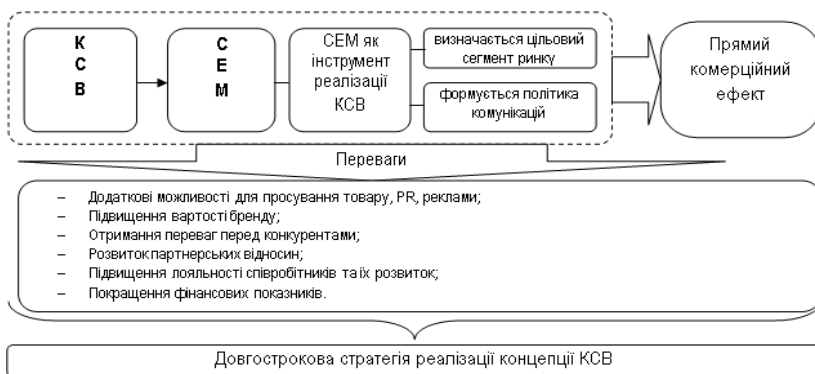 К
С
В
С
Е
М
СЕМ як
інструмент
реалізації
КСВ
визначається цільовий
сегмент ринку
формується політика
комунікацій
Прямий
комерційний
ефект
Переваги
– Додаткові можливості для просування товару, PR, реклами;
– Підвищення вартості бренду;
– Отримання переваг перед конкурентами;
– Розвиток партнерських відносин;
– Підвищення лояльності співробітників та їх розвиток;
– Покращення фінансових показників.
Довгострокова стратегія реалізації концепції КСВ